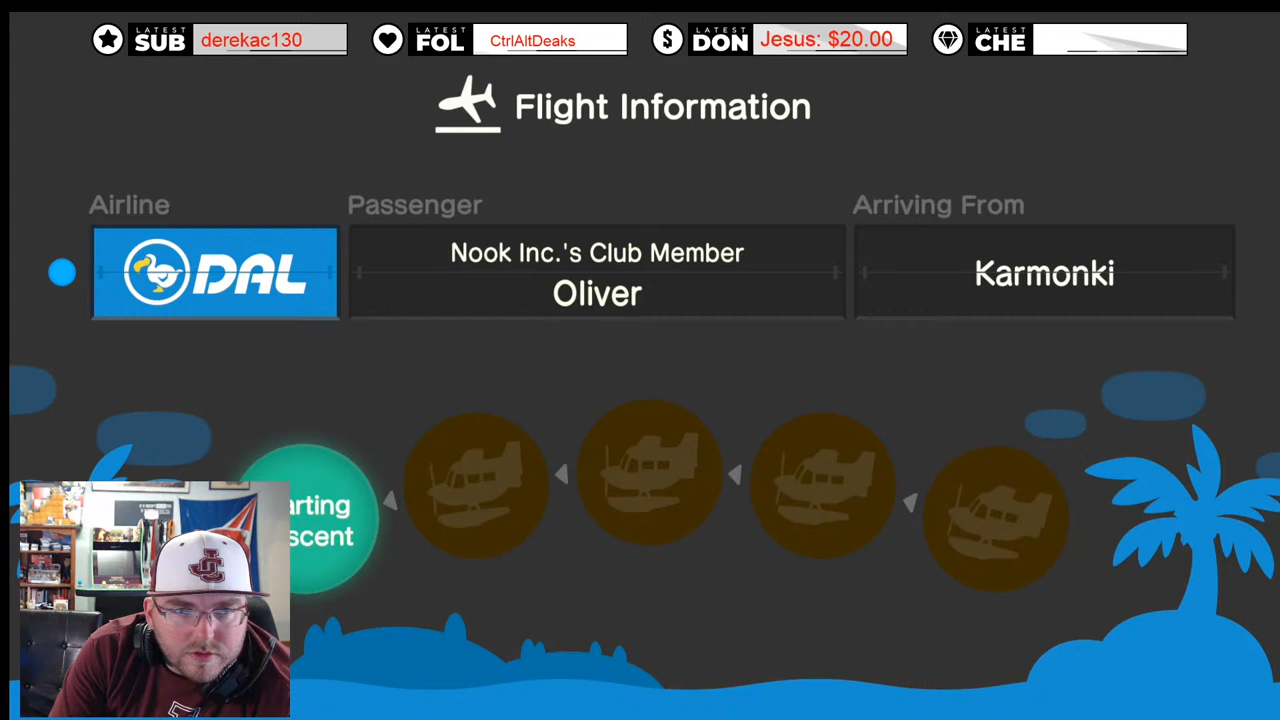 LATEST
SUB
derekac130
LATEST
FOL
CtrlAltDeaks
LATEST
DON
Jesus: $20.00
LATEST
CHE
Flight Information
Airline
Passenger
Arriving From
DAL
Nook Inc.'s Club Member
Oliver
Karmonki
arting
scent
JC